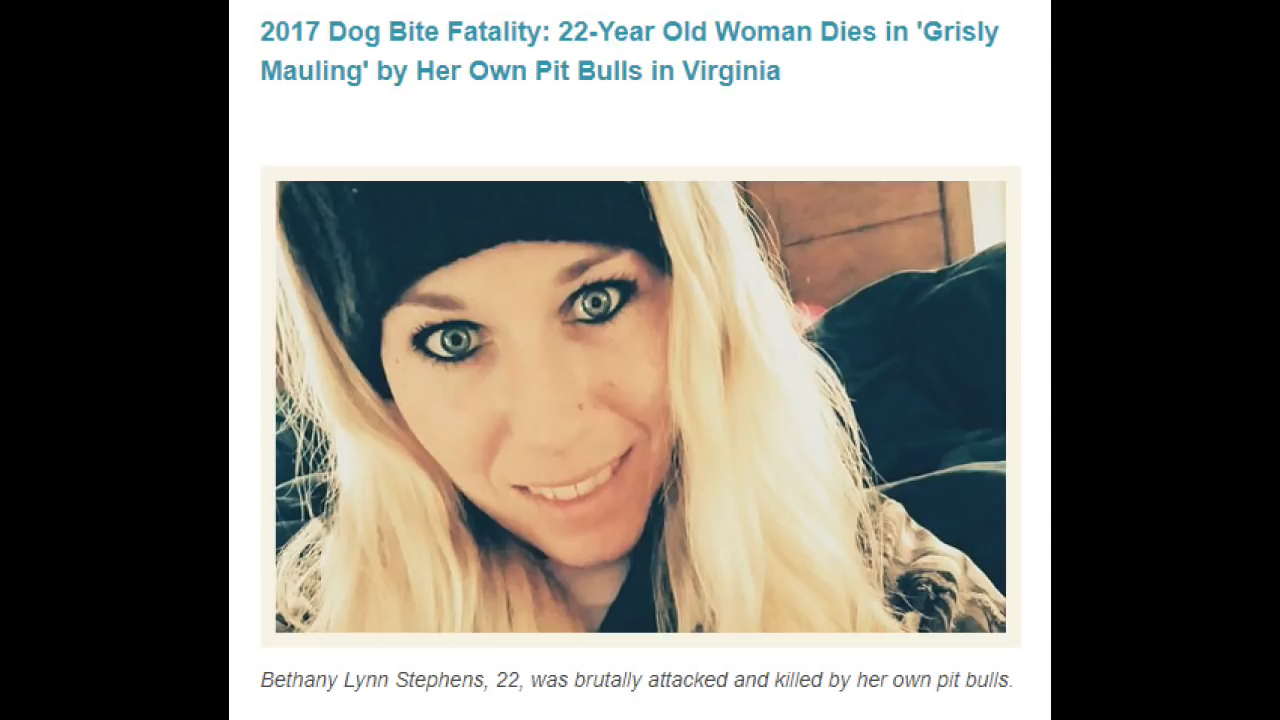 2017 Dog Bite Fatality: 22-Year Old Woman Dies in 'Grisly
Mauling' by Her Own Pit Bulls in Virginia
Bethany Lynn Stephens, 22, was brutally attacked and killed by her own pit bulls.